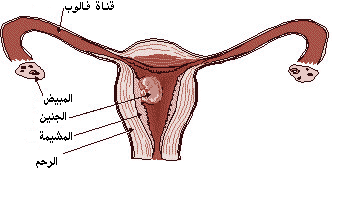 قناة فالوب
المبيض
الجنين
المشيمة
الرحم